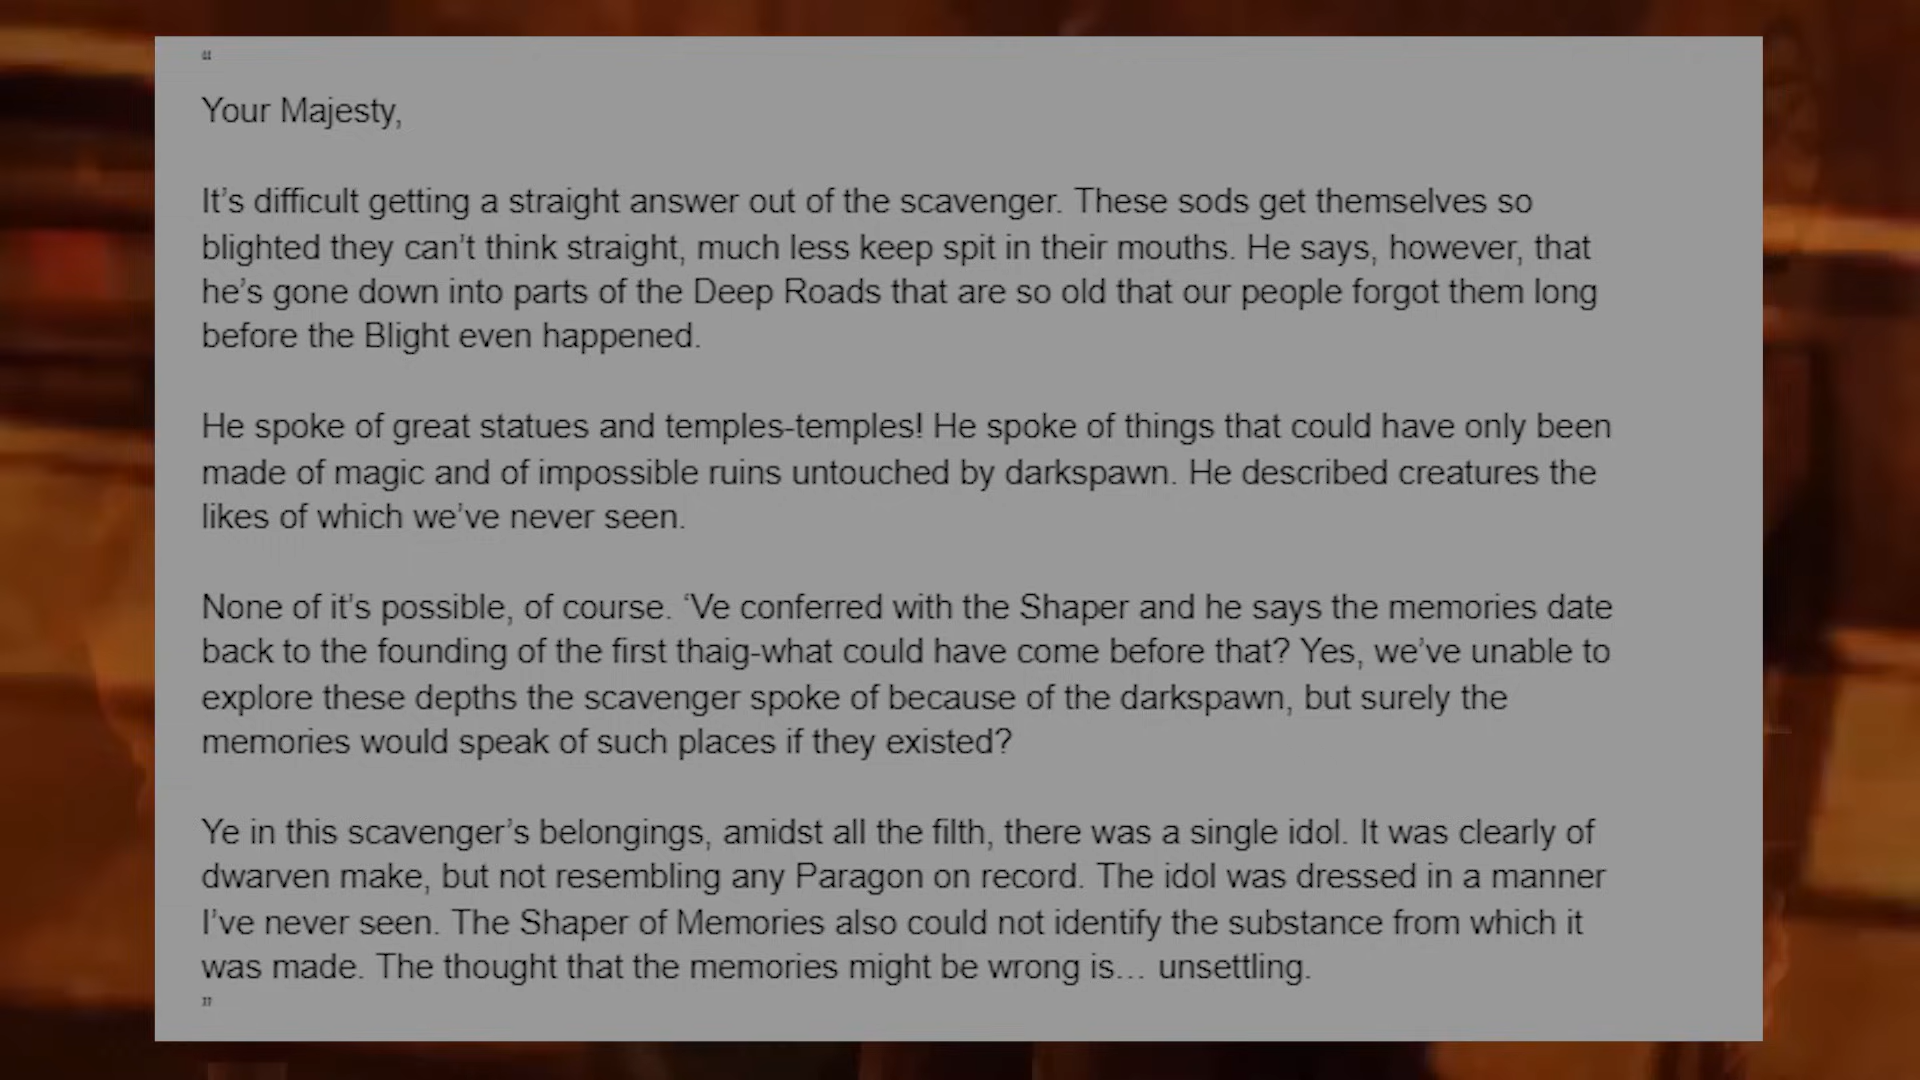 “
Your Majesty,
It’s difficult getting a straight answer out of the scavenger. These sods get themselves so
blighted they can’t think straight, much less keep spit in their mouths. He says, however, that
he’s gone down into parts of the Deep Roads that are so old that our people forgot them long
before the Blight even happened.
He spoke of great statues and temples-temples! He spoke of things that could have only been
made of magic and of impossible ruins untouched by darkspawn. He described creatures the
likes of which we’ve never seen.
None of it’s possible, of course. ‘Ve conferred with the Shaper and he says the memories date
back to the founding of the first thaig-what could have come before that? Yes, we’ve unable to
explore these depths the scavenger spoke of because of the darkspawn, but surely the
memories would speak of such places if they existed?
Ye in this scavenger’s belongings, amidst all the filth, there was a single idol. It was clearly of
dwarven make, but not resembling any Paragon on record. The idol was dressed in a manner
I’ve never seen. The Shaper of Memories also could not identify the substance from which it
was made. The thought that the memories might be wrong is... unsettling.
”